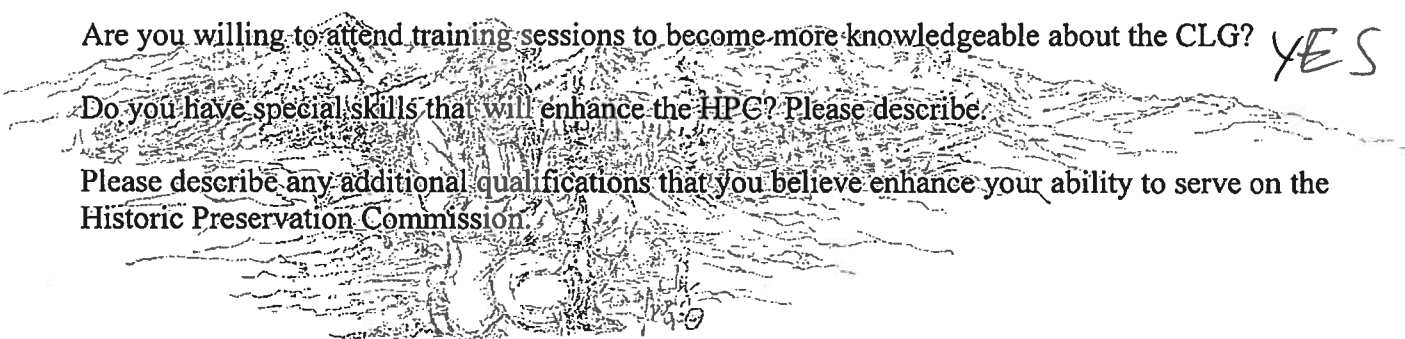 Are you willing to attend training sessions to become more knowledgeable about the CLG? YES
Do you have special skills that will enhance the HPC? Please describe.
Please describe any additional qualifications that you believe enhance your ability to serve on the
Historic Preservation Commission.